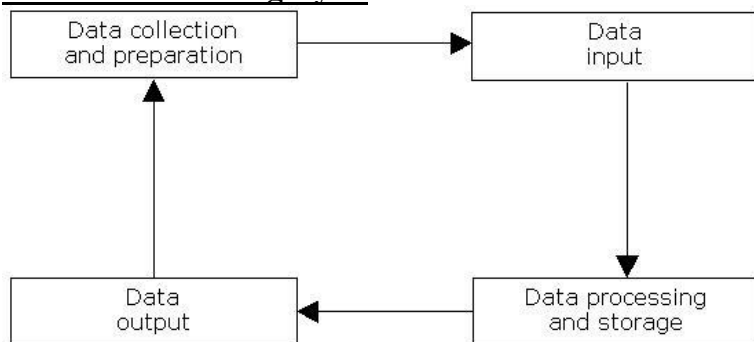 Data collection
and preparation
Data
input
Data processing
and storage
Data
output